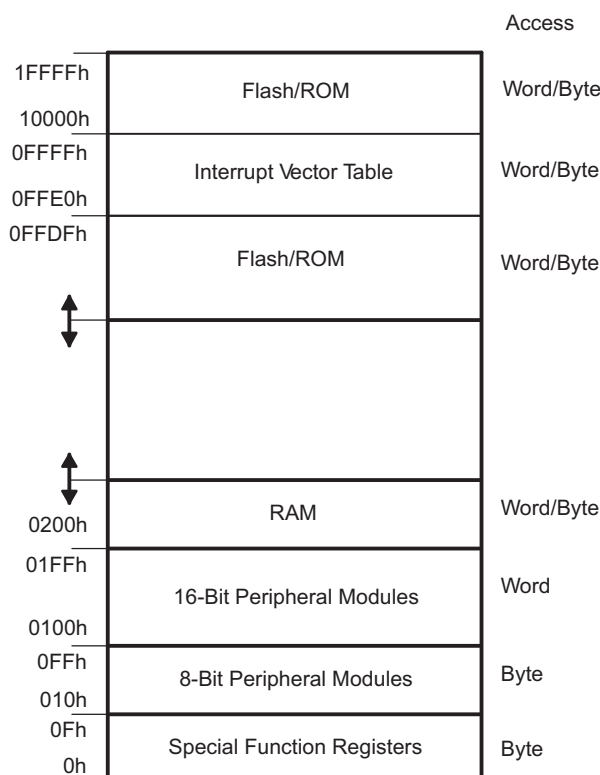 Access
1FFFFh
Flash/ROM
Word/Byte
10000h
0FFFFh
Interrupt Vector Table
Word/Byte
0FFE0h
0FFDFh
Flash/ROM
Word/Byte
RAM
Word/Byte
0200h
01FFh
16-Bit Peripheral Modules
Word
0100h
0FFh
8-Bit Peripheral Modules
Byte
010h
0Fh
Special Function Registers
Byte
0h